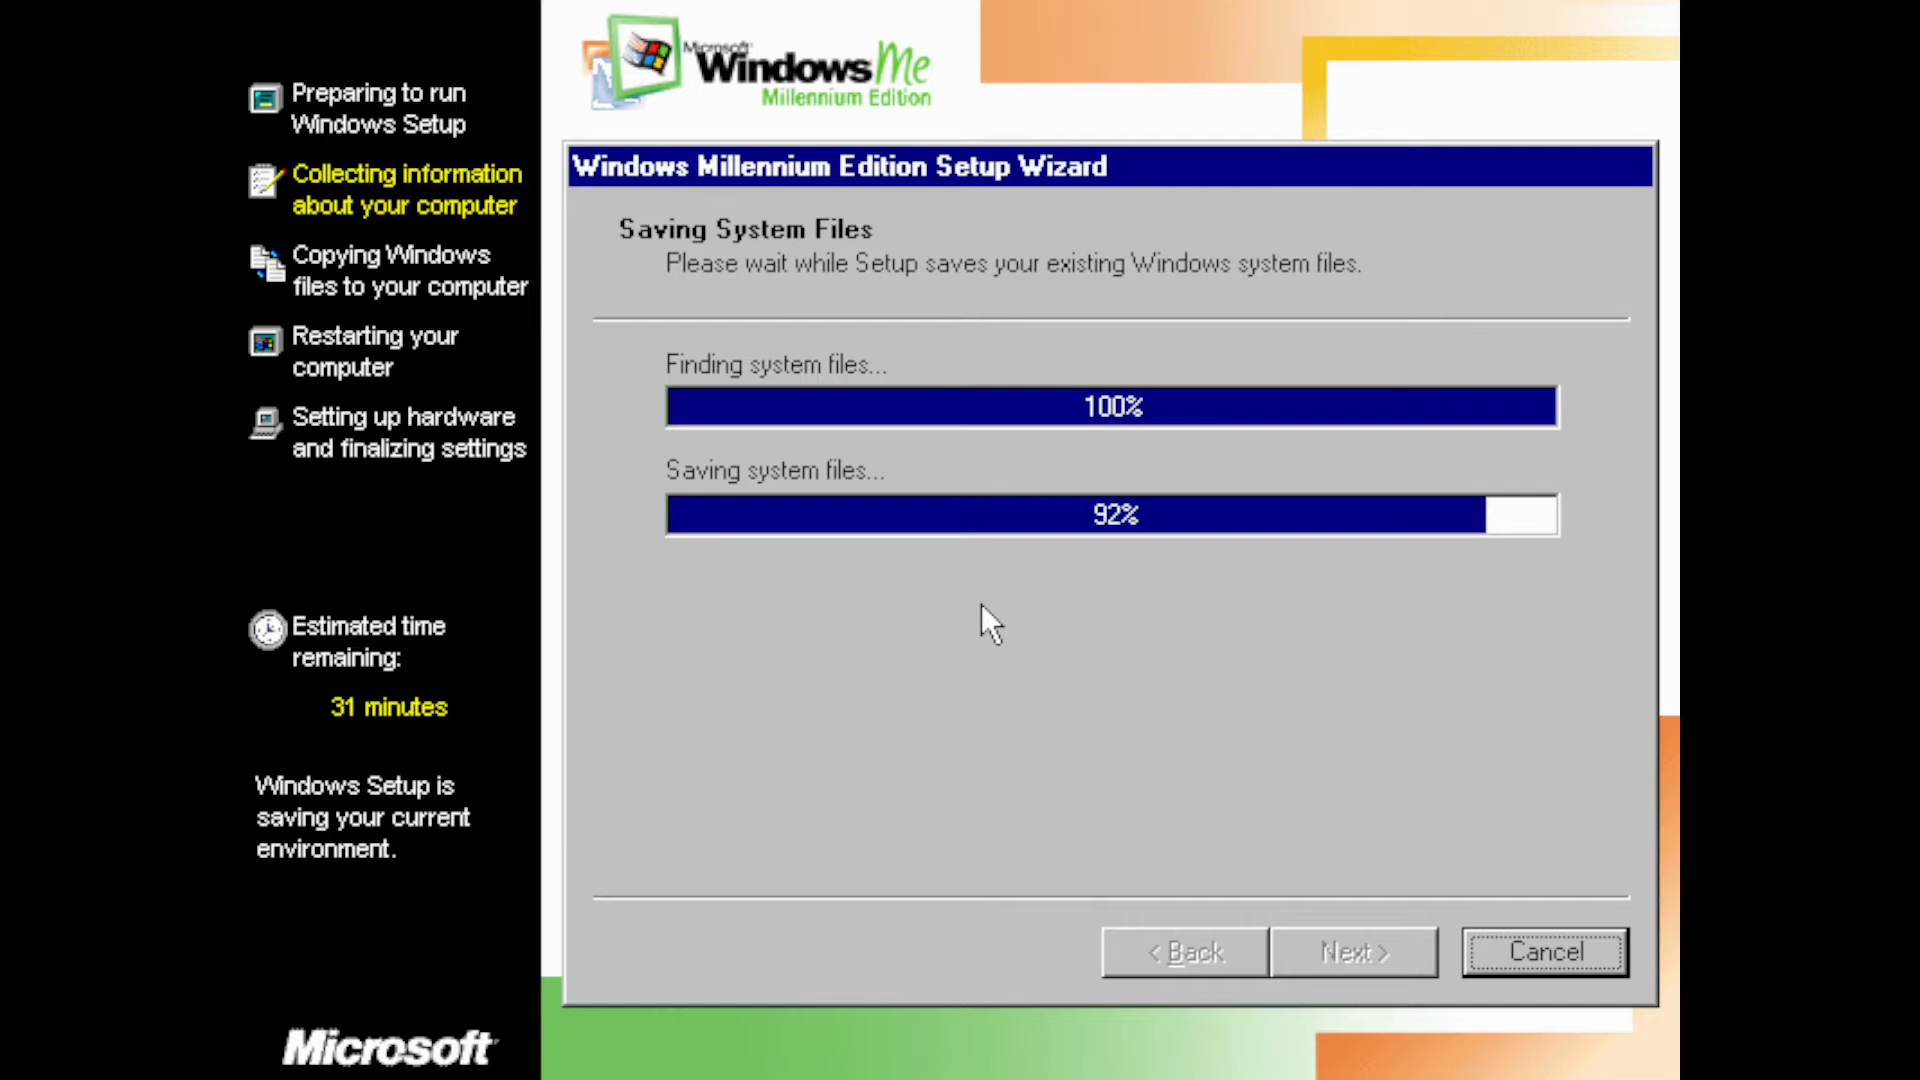 Preparing to run
Windows Setup
Collecting information
about your computer
Copying Windows
files to your computer
Restarting your
computer
Setting up hardware
and finalizing settings
Estimated time
remaining:
31 minutes
Windows Setup is
saving your current
environment.
Microsoft
Microsoft
Windows Me
Millennium Edition
Windows Millennium Edition Setup Wizard
Saving System Files
Please wait while Setup saves your existing Windows system files.
Finding system files...
100%
Saving system files...
92%
< Back
Next >
Cancel